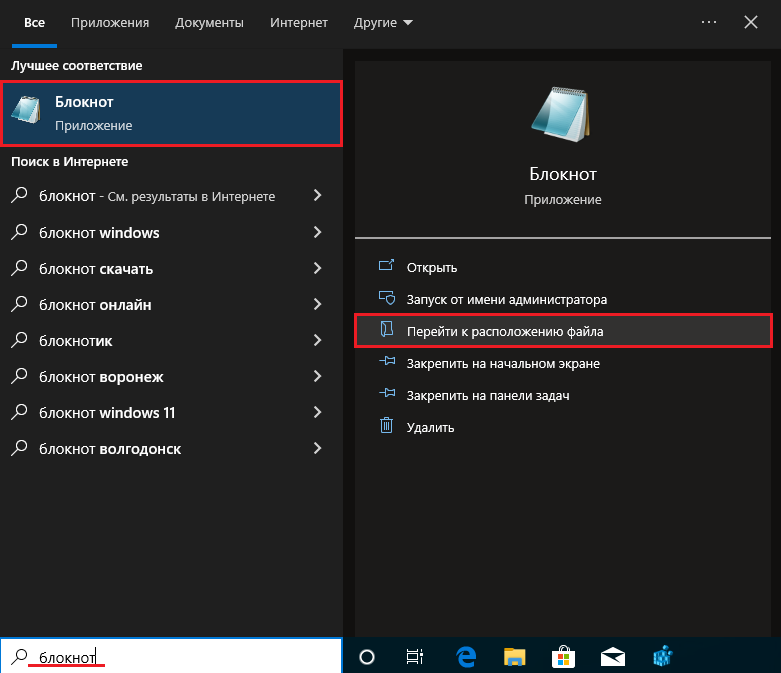 Все Приложения Документы Интернет Другие
Лучшее соответствие
Блокнот
Приложение
Поиск в Интернете
блокнот - См. результаты в Интернете
блокнот windows
блокнот скачать
блокнот онлайн
блокнотик
блокнот воронеж
блокнот windows 11
блокнот волгодонск
блокнот
Блокнот
Приложение
Открыть
Запуск от имени администратора
Перейти к расположению файла
Закрепить на начальном экране
Закрепить на панели задач
Удалить